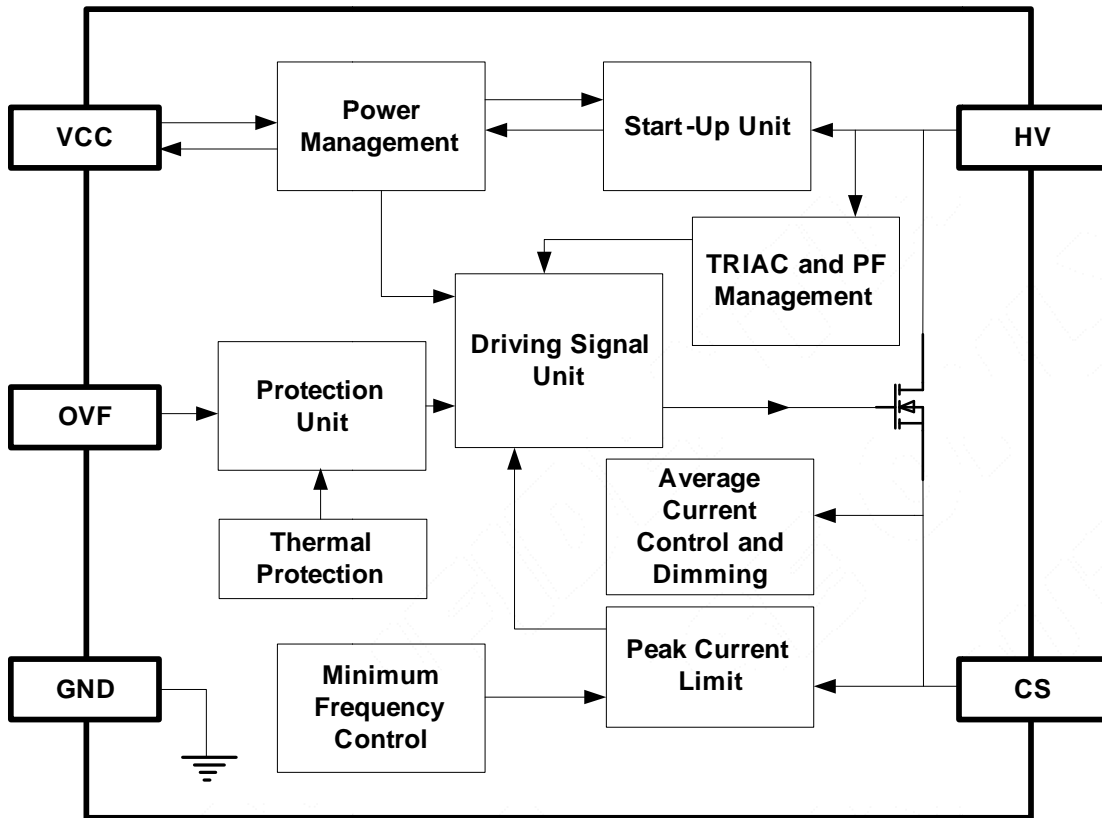 VCC
Power
Management
Start-Up Unit
HV
TRIAC and PF
Management
Driving Signal
Unit
OVF
Protection
Unit
Thermal
Protection
Average
Current
Control and
Dimming
GND
Minimum
Frequency
Control
Peak Current
Limit
CS